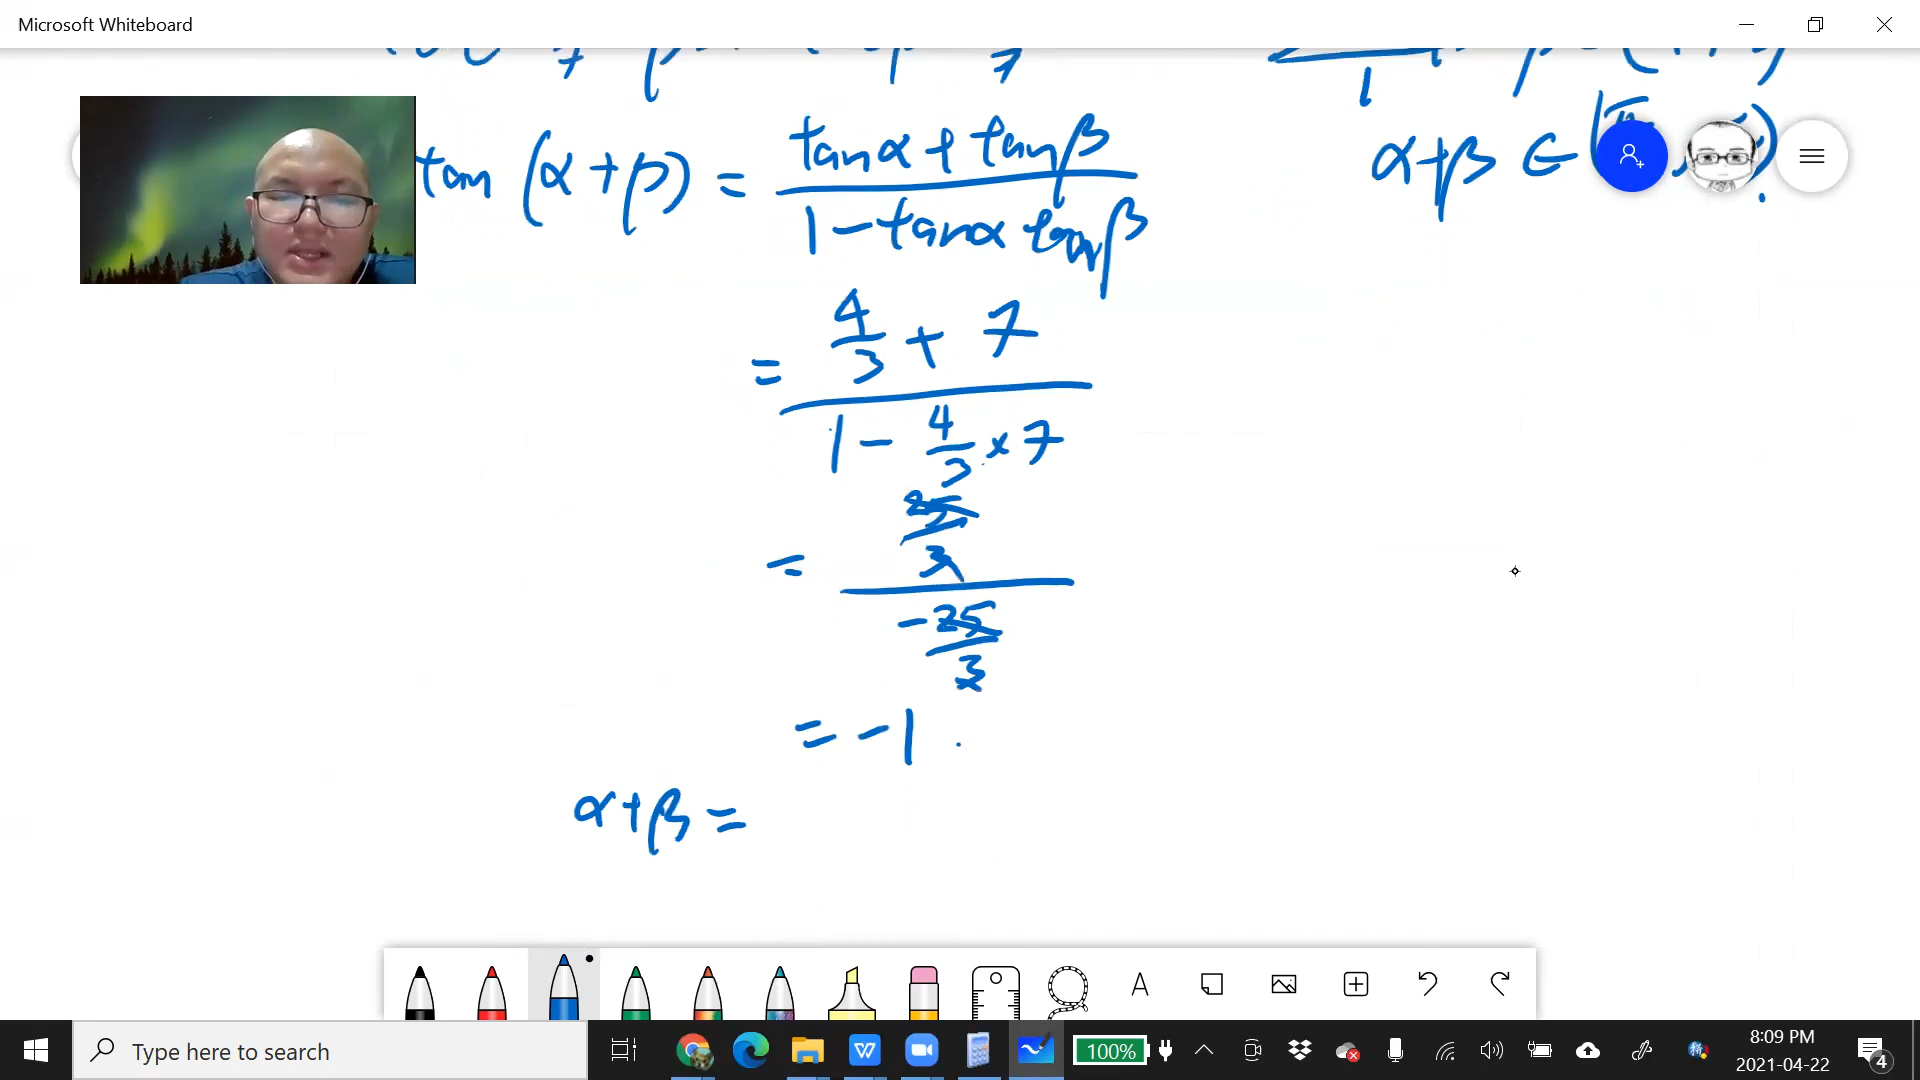 Microsoft Whiteboard
tan (α+β) = (tanα + tanβ) / (1 - tanα tanβ)
α+β ∈
= (4/3 + 7) / (1 - 4/3 × 7)
= (25/3) / (-25/3)
= -1 .
α+β =
A
Type here to search
W
100%
8:09 PM
2021-04-22
4